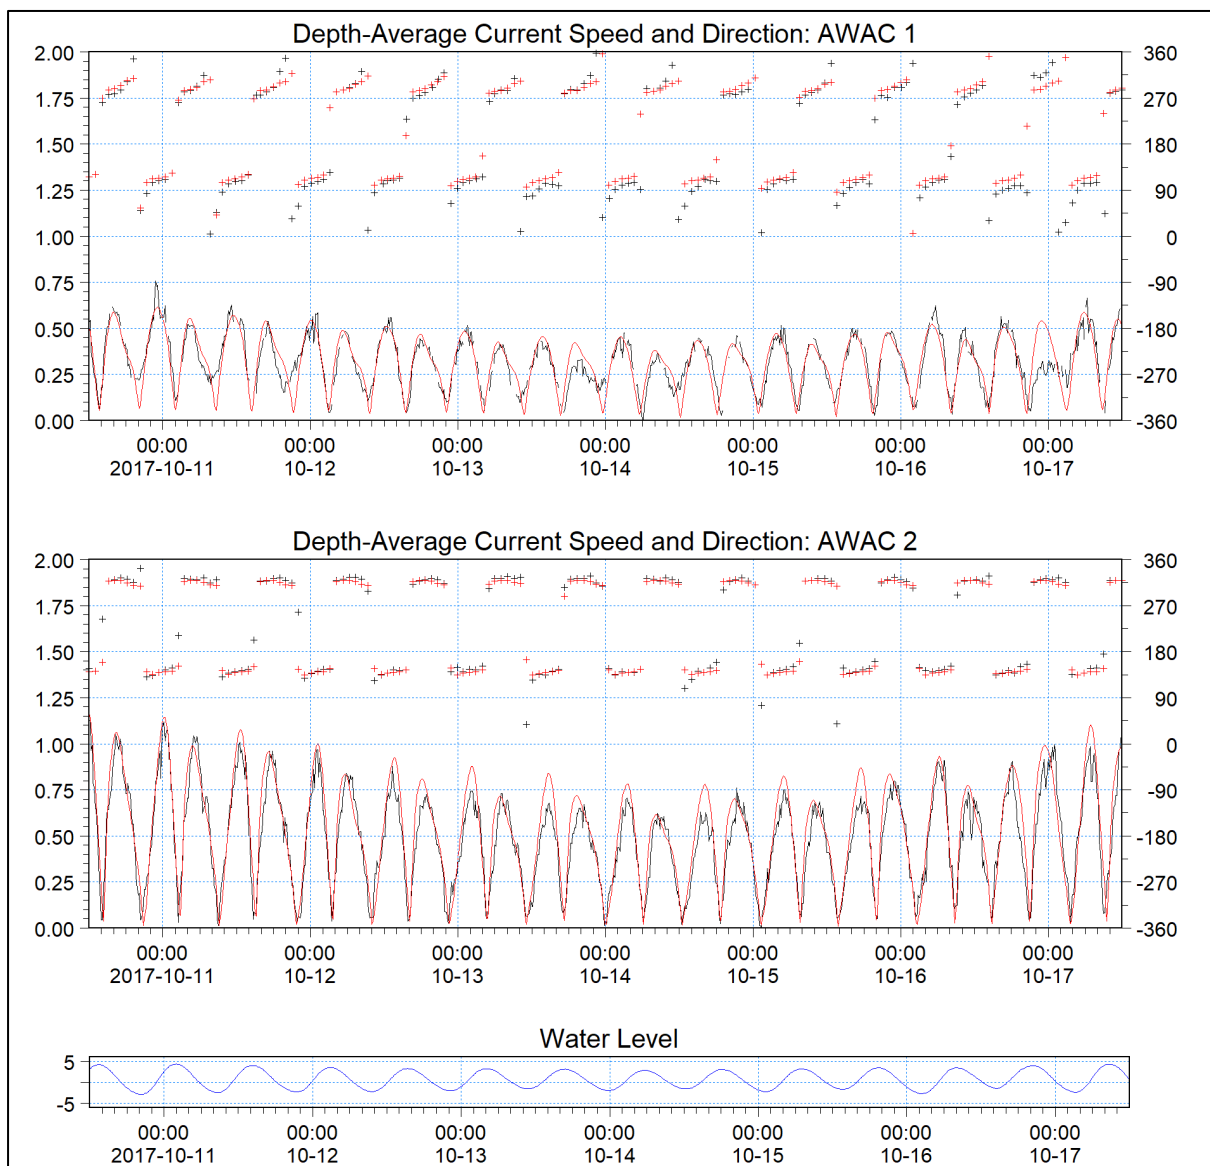 Depth-Average Current Speed and Direction: AWAC 1
2.00 360
1.75 270
1.50 180
1.25 90
1.00 0
0.75 -90
0.50 -180
0.25 -270
0.00 -360
00:00 00:00 00:00 00:00 00:00 00:00 00:00
2017-10-11 10-12 10-13 10-14 10-15 10-16 10-17
Depth-Average Current Speed and Direction: AWAC 2
2.00 360
1.75 270
1.50 180
1.25 90
1.00 0
0.75 -90
0.50 -180
0.25 -270
0.00 -360
00:00 00:00 00:00 00:00 00:00 00:00 00:00
2017-10-11 10-12 10-13 10-14 10-15 10-16 10-17
Water Level
5
-5
00:00 00:00 00:00 00:00 00:00 00:00 00:00
2017-10-11 10-12 10-13 10-14 10-15 10-16 10-17